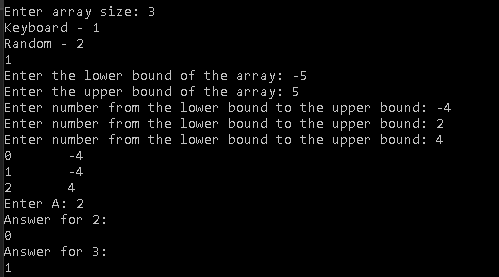 Enter array size: 3
Keyboard - 1
Random - 2
1
Enter the lower bound of the array: -5
Enter the upper bound of the array: 5
Enter number from the lower bound to the upper bound: -4
Enter number from the lower bound to the upper bound: 2
Enter number from the lower bound to the upper bound: 4
0 -4
1 -4
2 4
Enter A: 2
Answer for 2:
0
Answer for 3:
1